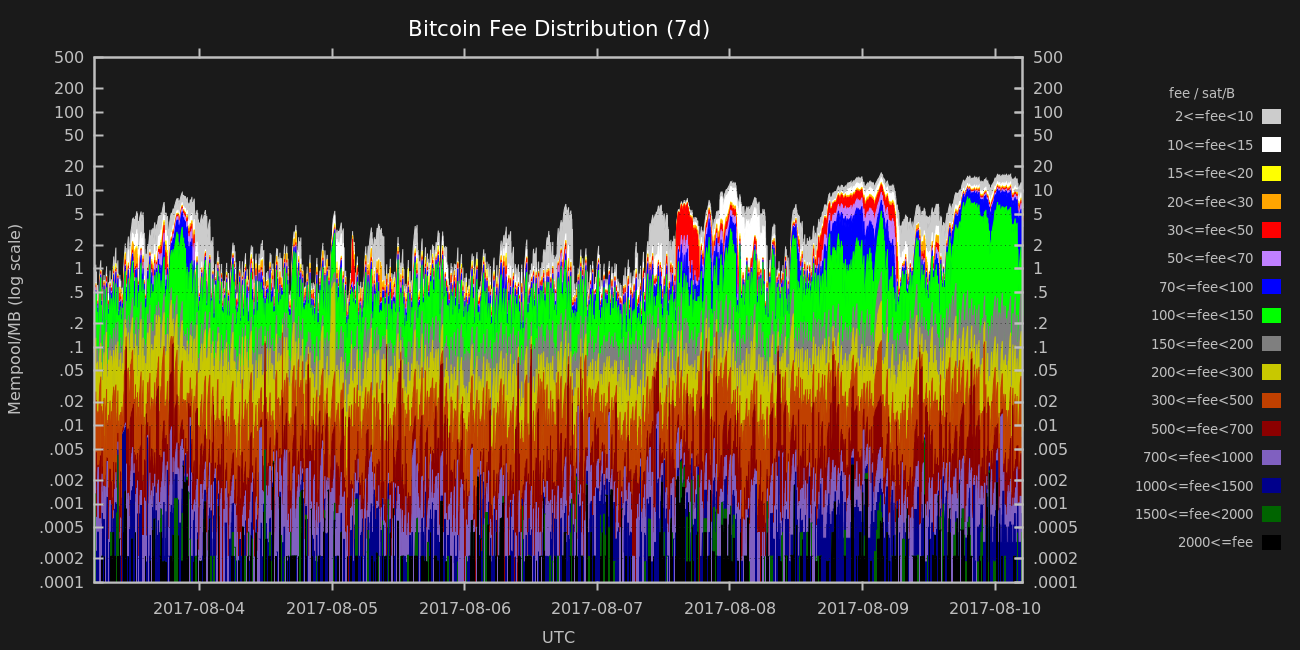 Bitcoin Fee Distribution (7d)
Mempool/MB (log scale)
500
200
100
50
20
10
5
2
1
.5
.2
.1
.05
.02
.01
.005
.002
.001
.0005
.0002
.0001
500
200
100
50
20
10
5
2
1
.5
.2
.1
.05
.02
.01
.005
.002
.001
.0005
.0002
.0001
2017-08-04 2017-08-05 2017-08-06 2017-08-07 2017-08-08 2017-08-09 2017-08-10
UTC
fee / sat/B
2<=fee<10
10<=fee<15
15<=fee<20
20<=fee<30
30<=fee<50
50<=fee<70
70<=fee<100
100<=fee<150
150<=fee<200
200<=fee<300
300<=fee<500
500<=fee<700
700<=fee<1000
1000<=fee<1500
1500<=fee<2000
2000<=fee